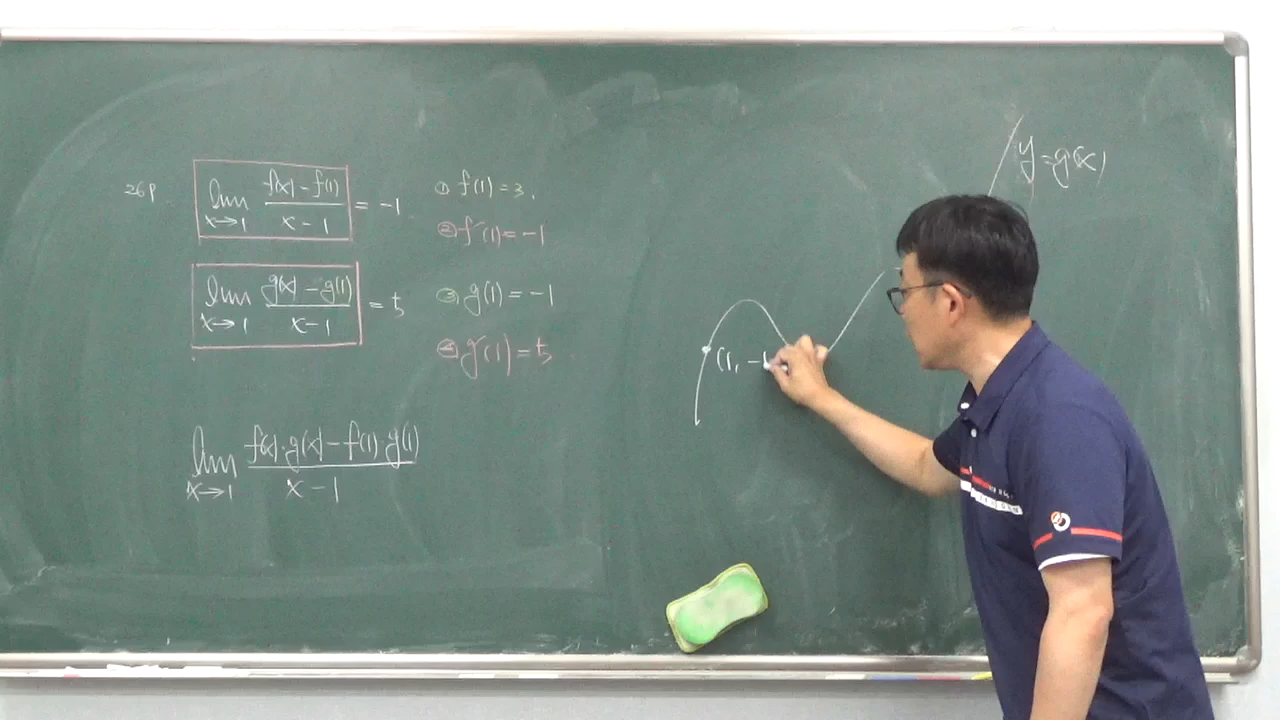 26p
lim x→1 f(x) - f(1) / x - 1 = -1
lim x→1 g(x) - g(1) / x - 1 = 5
① f(1) = 3.
② f'(1) = -1
③ g(1) = -1
④ g'(1) = 5
lim x→1 f(x)·g(x) - f(1)·g(1) / x - 1
y = g(x)
(1, -1